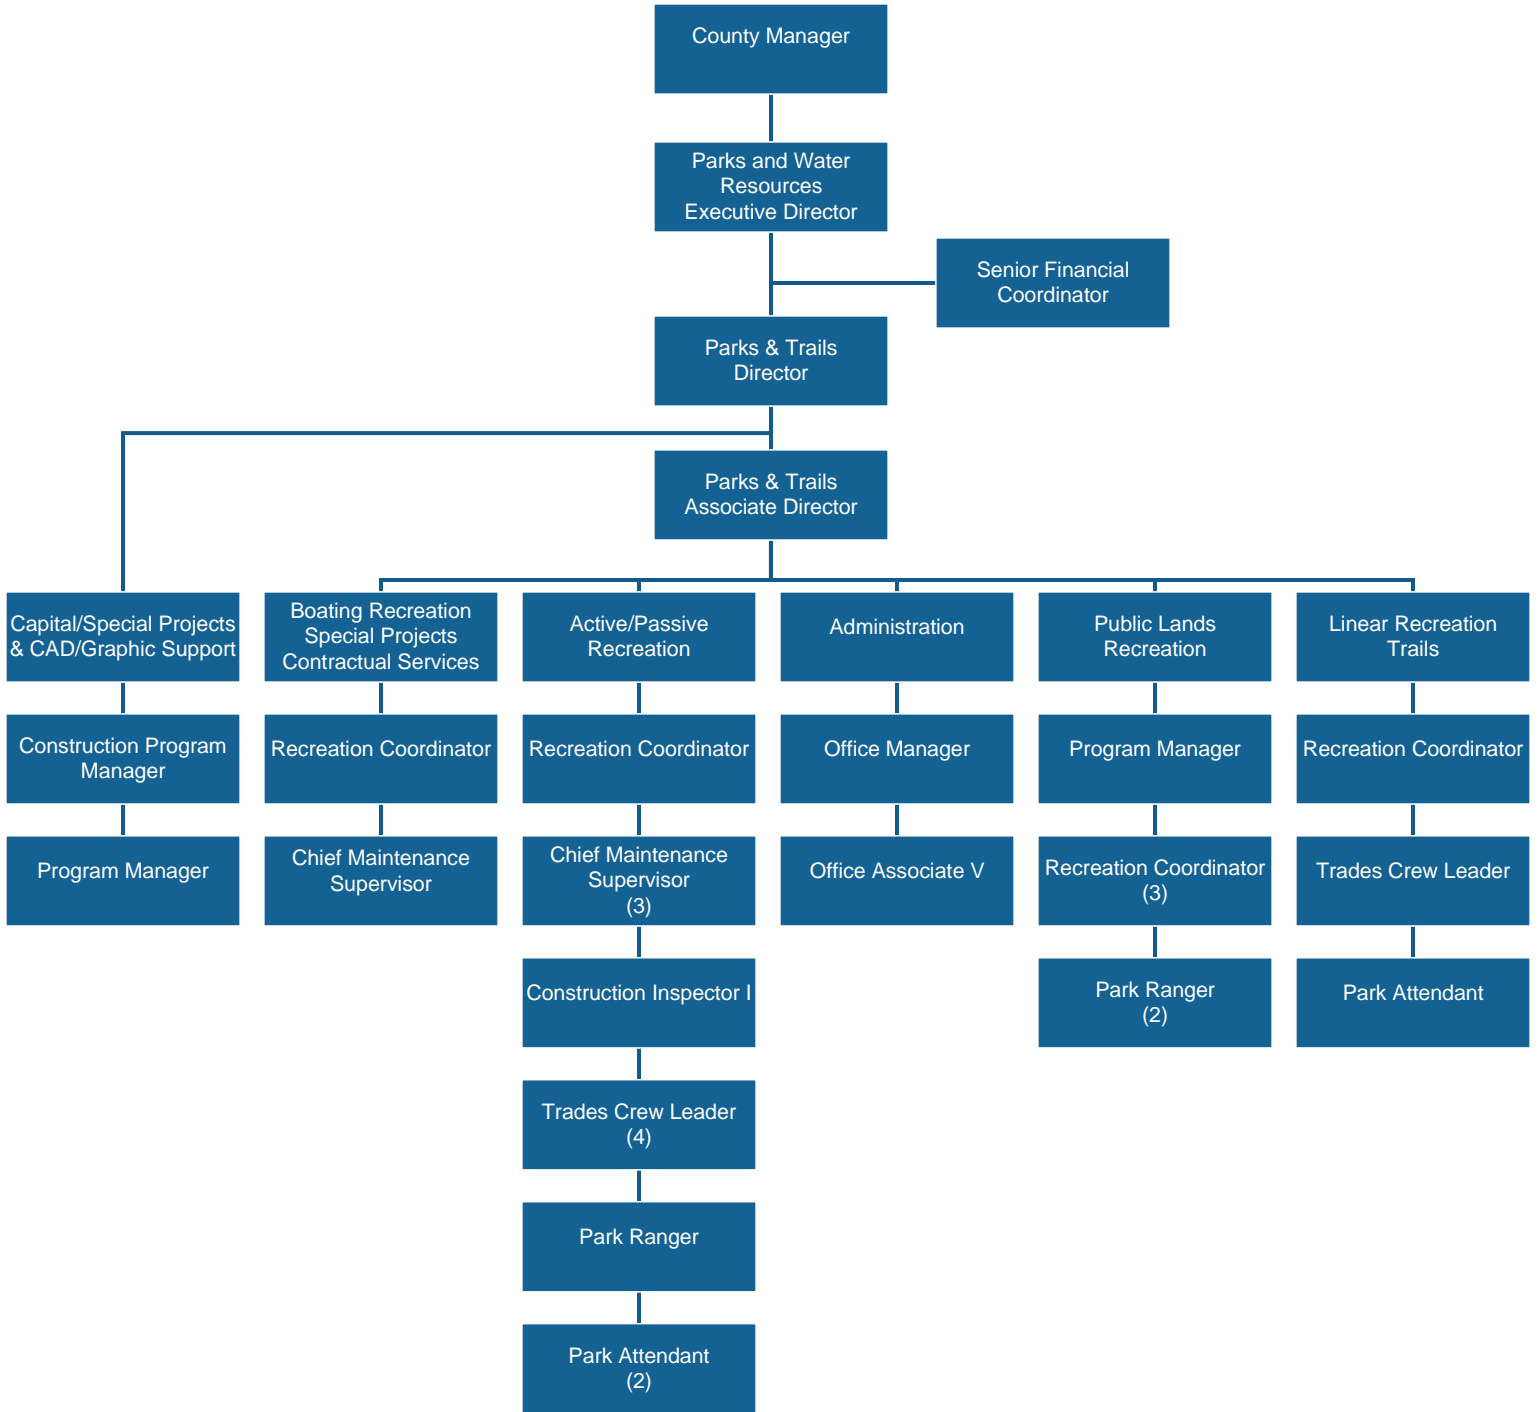 County Manager
Parks and Water
Resources
Executive Director
Senior Financial
Coordinator
Parks & Trails
Director
Parks & Trails
Associate Director
Capital/Special Projects
& CAD/Graphic Support
Boating Recreation
Special Projects
Contractual Services
Active/Passive
Recreation
Administration
Public Lands
Recreation
Linear Recreation
Trails
Construction Program
Manager
Recreation Coordinator
Recreation Coordinator
Office Manager
Program Manager
Recreation Coordinator
Program Manager
Chief Maintenance
Supervisor
Chief Maintenance
Supervisor
(3)
Office Associate V
Recreation Coordinator
(3)
Trades Crew Leader
Construction Inspector I
Park Ranger
(2)
Park Attendant
Trades Crew Leader
(4)
Park Ranger
Park Attendant
(2)